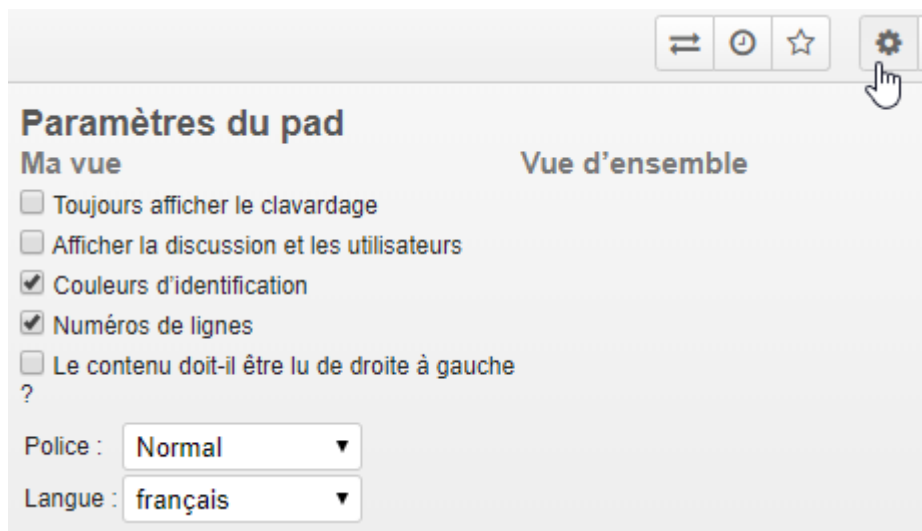 Paramètres du pad
Ma vue
Vue d’ensemble
Toujours afficher le clavardage
Afficher la discussion et les utilisateurs
Couleurs d’identification
Numéros de lignes
Le contenu doit-il être lu de droite à gauche
?
Police : Normal
Langue : français